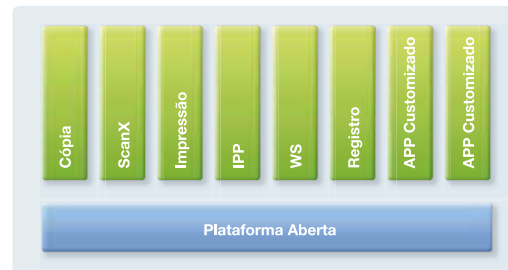 Cópia
ScanX
Impressão
IPP
WS
Registro
APP Customizado
APP Customizado
Plataforma Aberta